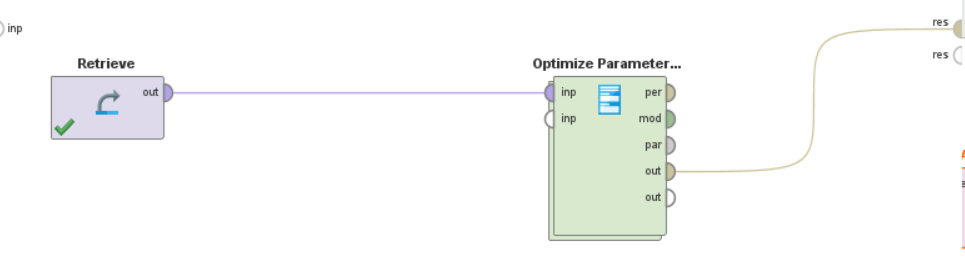 res
inp
res
Retrieve
Optimize Parameter...
out
inp
per
inp
mod
par
out
out